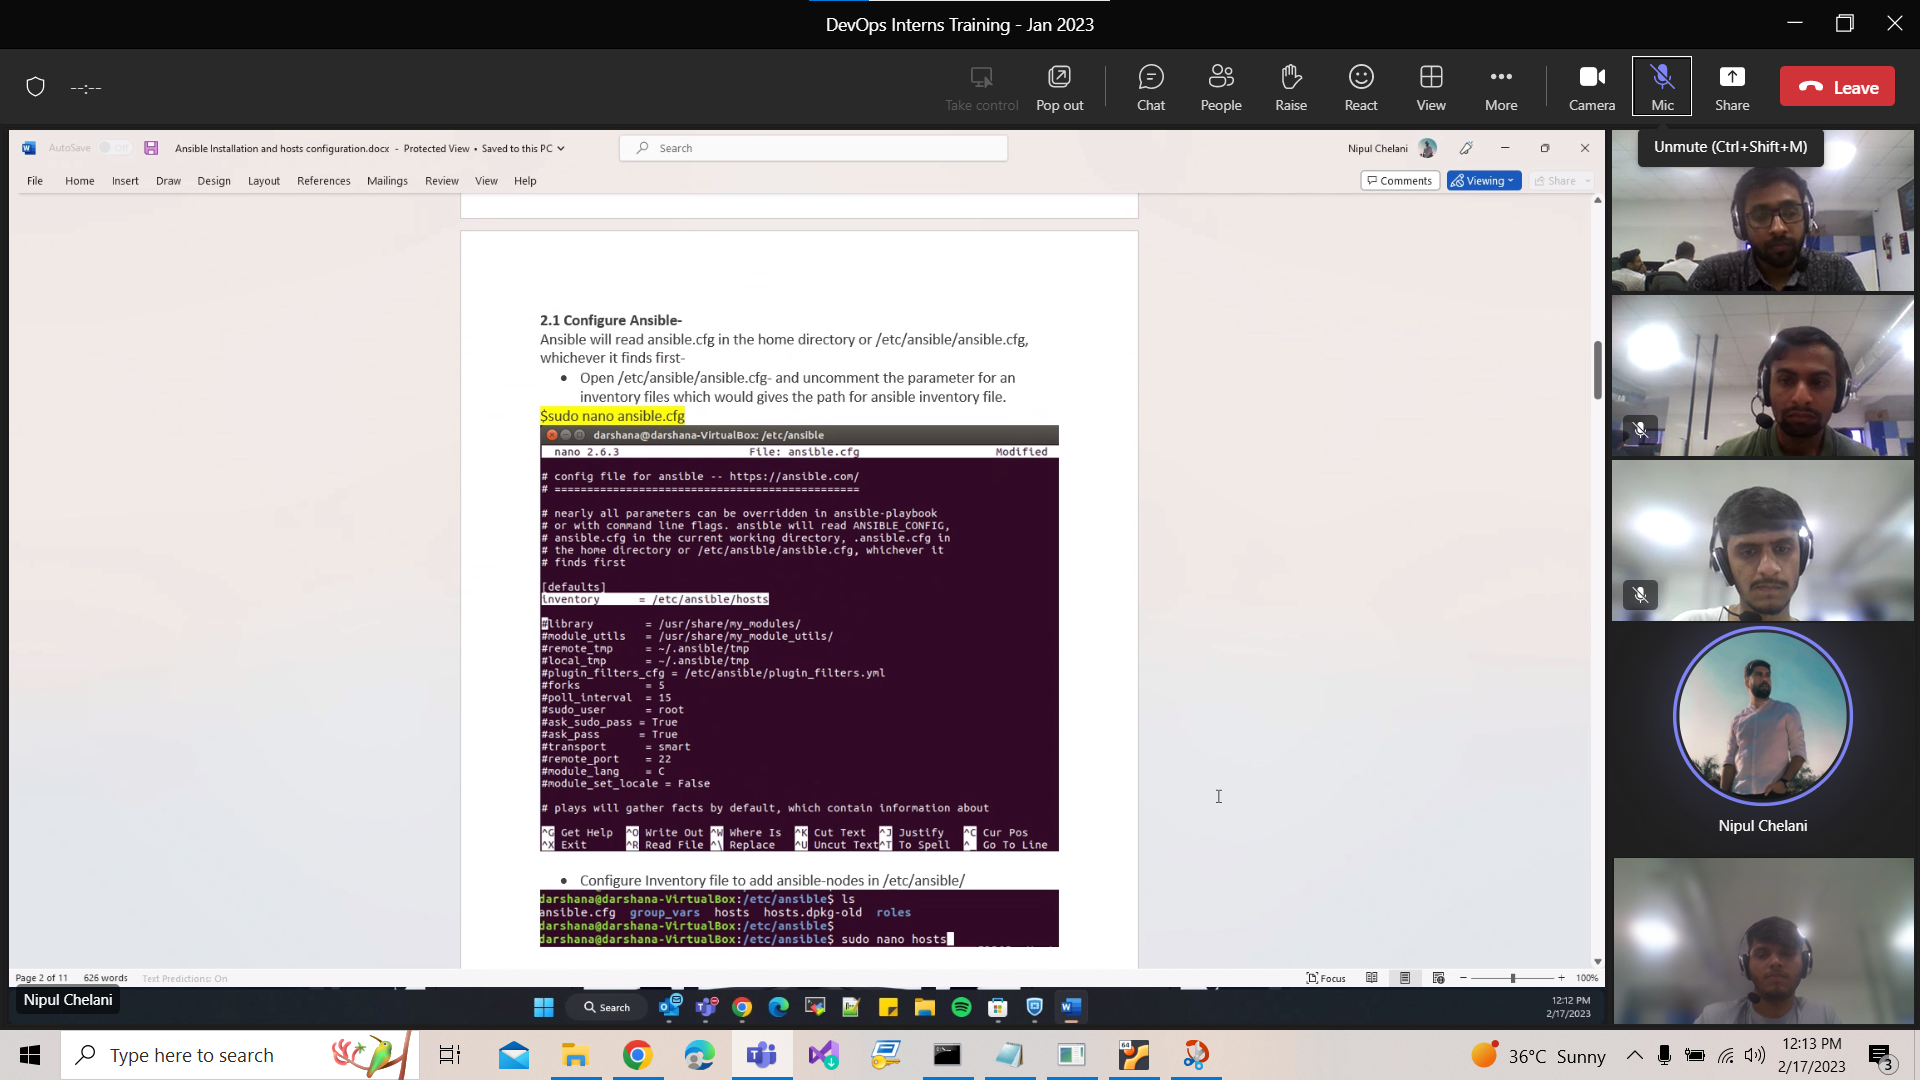 DevOps Interns Training - Jan 2023
--:--
Take control
Pop out
Chat
People
Raise
React
View
More
Camera
Mic
Share
Leave
Unmute (Ctrl+Shift+M)
AutoSave Off
Ansible Installation and hosts configuration.docx - Protected View • Saved to this PC
Search
Nipul Chelani
File Home Insert Draw Design Layout References Mailings Review View Help
Comments
Viewing
Share
2.1 Configure Ansible-
Ansible will read ansible.cfg in the home directory or /etc/ansible/ansible.cfg,
whichever it finds first-
• Open /etc/ansible/ansible.cfg- and uncomment the parameter for an
inventory files which would gives the path for ansible inventory file.
$sudo nano ansible.cfg
darshana@darshana-VirtualBox: /etc/ansible
nano 2.6.3 File: ansible.cfg Modified
# config file for ansible -- https://ansible.com/
# ==============================================
# nearly all parameters can be overridden in ansible-playbook
# or with command line flags. ansible will read ANSIBLE_CONFIG,
# ansible.cfg in the current working directory, .ansible.cfg in
# the home directory or /etc/ansible/ansible.cfg, whichever it
# finds first
[defaults]
inventory = /etc/ansible/hosts
#library = /usr/share/my_modules/
#module_utils = /usr/share/my_module_utils/
#remote_tmp = ~/.ansible/tmp
#local_tmp = ~/.ansible/tmp
#plugin_filters_cfg = /etc/ansible/plugin_filters.yml
#forks = 5
#poll_interval = 15
#sudo_user = root
#ask_sudo_pass = True
#ask_pass = True
#transport = smart
#remote_port = 22
#module_lang = C
#module_set_locale = False
# plays will gather facts by default, which contain information about
^G Get Help ^O Write Out ^W Where Is ^K Cut Text ^J Justify ^C Cur Pos
^X Exit ^R Read File ^\ Replace ^U Uncut Text ^T To Spell ^_ Go To Line
• Configure Inventory file to add ansible-nodes in /etc/ansible/
darshana@darshana-VirtualBox:/etc/ansible$ ls
ansible.cfg group_vars hosts hosts.dpkg-old roles
darshana@darshana-VirtualBox:/etc/ansible$
darshana@darshana-VirtualBox:/etc/ansible$ sudo nano hosts
Page 2 of 11 626 words Text Predictions: On
Focus
100%
Nipul Chelani
Nipul Chelani
Search
12:12 PM
2/17/2023
Type here to search
64
36°C Sunny
12:13 PM
2/17/2023
3